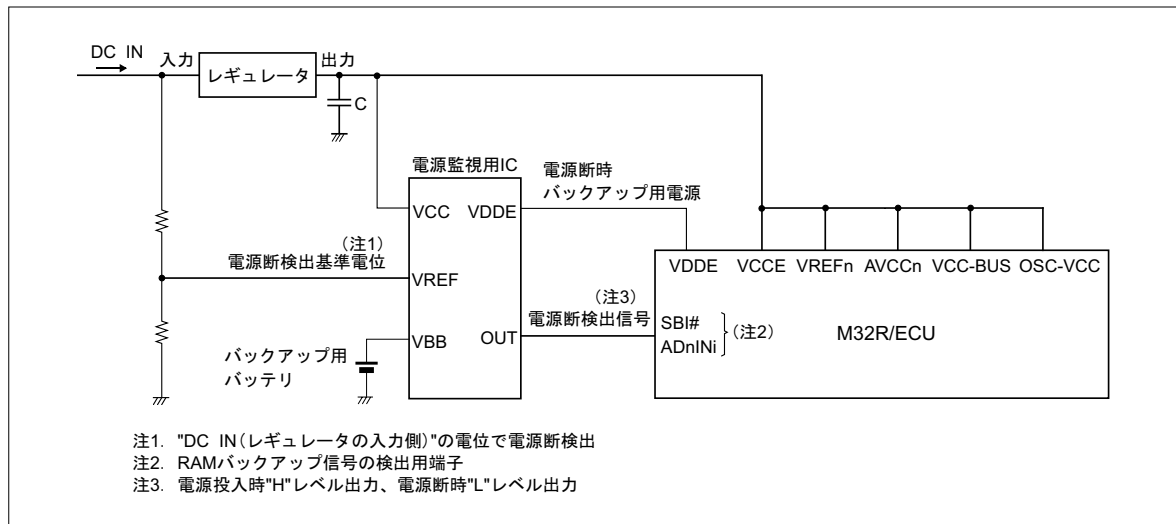 DC IN
入力
レギュレータ
出力
C
電源監視用IC
電源断時
バックアップ用電源
VCC
VDDE
（注1）
電源断検出基準電位
VREF
VBB
OUT
バックアップ用
バッテリ
（注3）
電源断検出信号
VDDE
VCCE
VREFn
AVCCn
VCC-BUS
OSC-VCC
SBI#
ADnINi
（注2）
M32R/ECU
注1. "DC IN（レギュレータの入力側）"の電位で電源断検出
注2. RAMバックアップ信号の検出用端子
注3. 電源投入時"H"レベル出力、電源断時"L"レベル出力